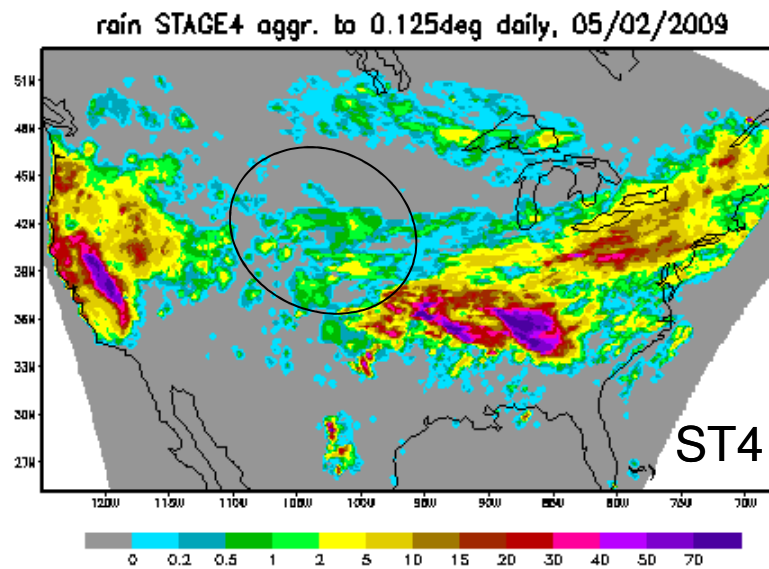 rain STAGE4 aggr. to 0.125deg daily, 05/02/2009
51N
48N
45N
42N
39N
36N
33N
30N
27N
ST4
120W 115W 110W 105W 100W 95W 90W 85W 80W 75W 70W
0 0.2 0.5 1 2 5 10 15 20 30 40 50 70